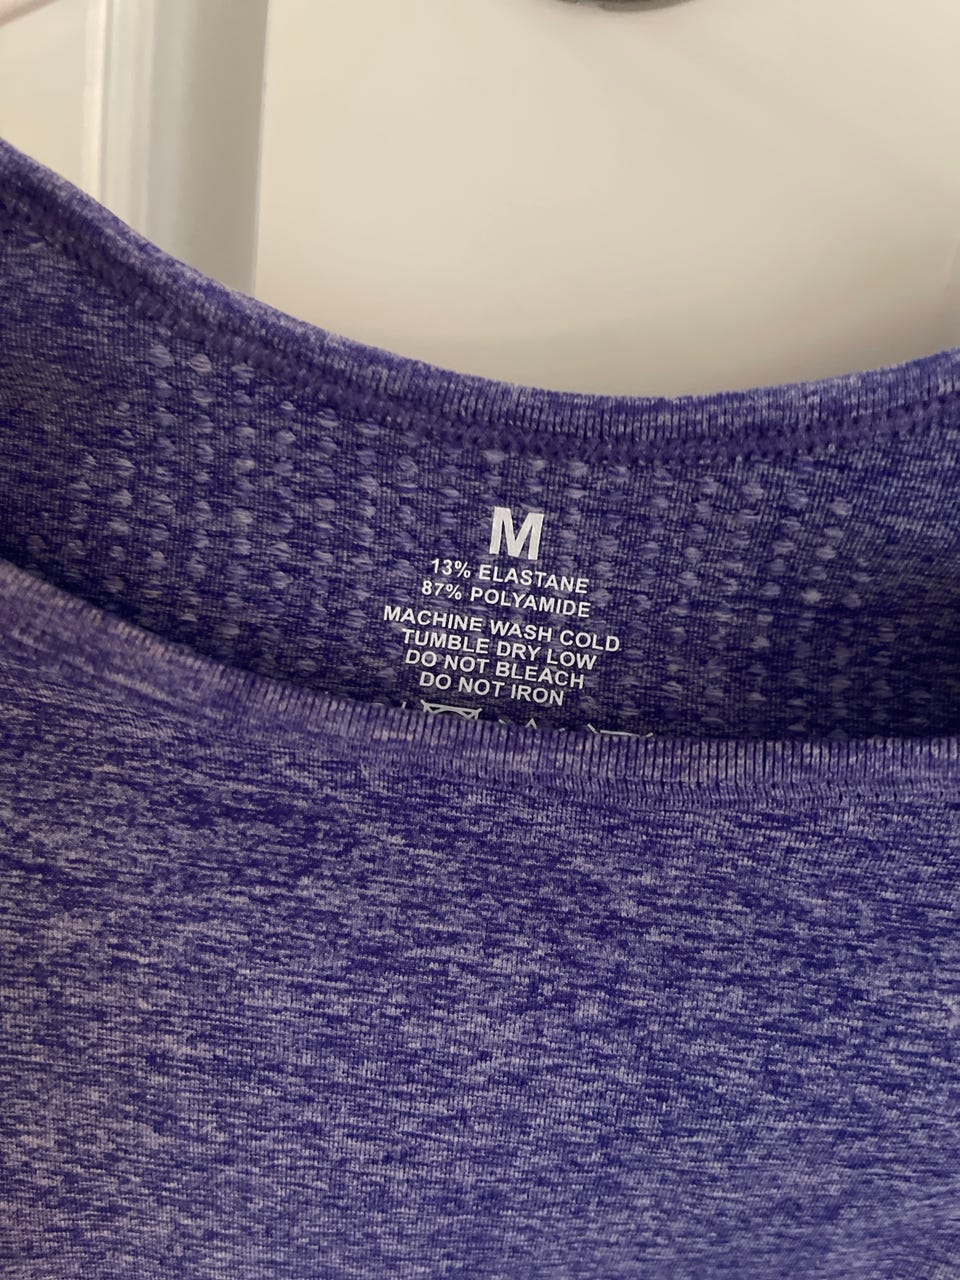 M
13% ELASTANE
87% POLYAMIDE
MACHINE WASH COLD
TUMBLE DRY LOW
DO NOT BLEACH
DO NOT IRON